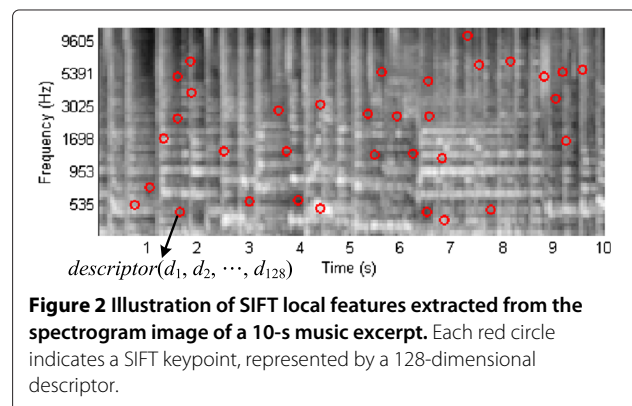 9605
5391
3025
1698
953
535
Frequency (Hz)
1 2 3 4 5 6 7 8 9 10
Time (s)
descriptor(d1, d2, ⋯, d128)
Figure 2 Illustration of SIFT local features extracted from the
spectrogram image of a 10-s music excerpt. Each red circle
indicates a SIFT keypoint, represented by a 128-dimensional
descriptor.